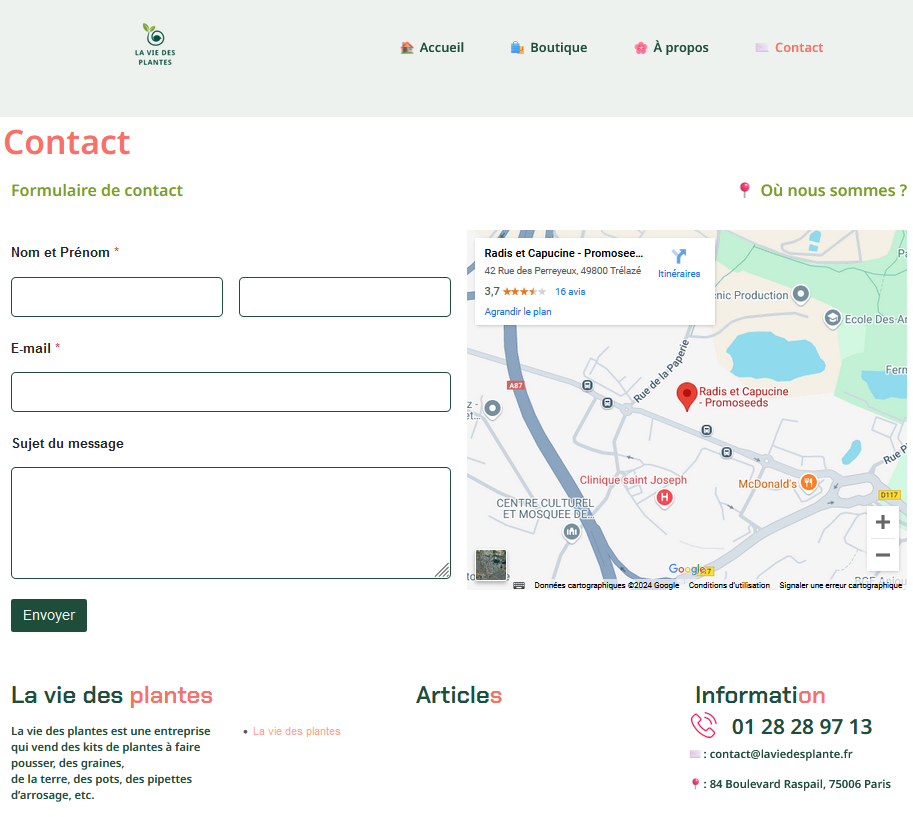 LA VIE DES
PLANTES
Accueil
Boutique
À propos
Contact
Contact
Formulaire de contact
Où nous sommes ?
Nom et Prénom *
E-mail *
Sujet du message
Envoyer
Radis et Capucine - Promosee...
42 Rue des Perreyeux, 49800 Trélazé
3,7
16 avis
Agrandir le plan
Itinéraires
nic Production
Ecole Des Ar
Fern
Rue de la Paperie
A87
Radis et Capucine
- Promoseeds
Clinique saint Joseph
McDonald's
Rue P
D117
CENTRE CULTUREL
ET MOSQUEE DE...
Google
Données cartographiques ©2024 Google
Conditions d'utilisation
Signaler une erreur cartographique
La vie des plantes
La vie des plantes est une entreprise
qui vend des kits de plantes à faire
pousser, des graines,
de la terre, des pots, des pipettes
d’arrosage, etc.
La vie des plantes
Articles
Information
01 28 28 97 13
: contact@laviedesplante.fr
: 84 Boulevard Raspail, 75006 Paris